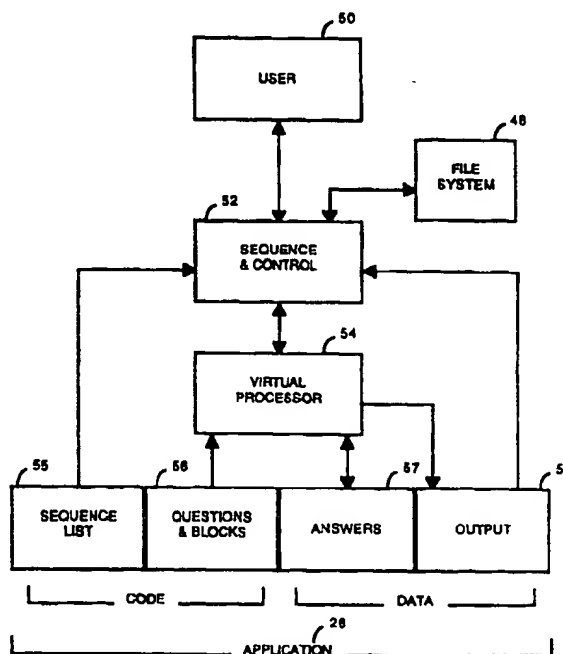 50
USER
48
FILE
SYSTEM
52
SEQUENCE
& CONTROL
54
VIRTUAL
PROCESSOR
55
SEQUENCE
LIST
56
QUESTIONS
& BLOCKS
57
ANSWERS
5
OUTPUT
CODE
DATA
26
APPLICATION